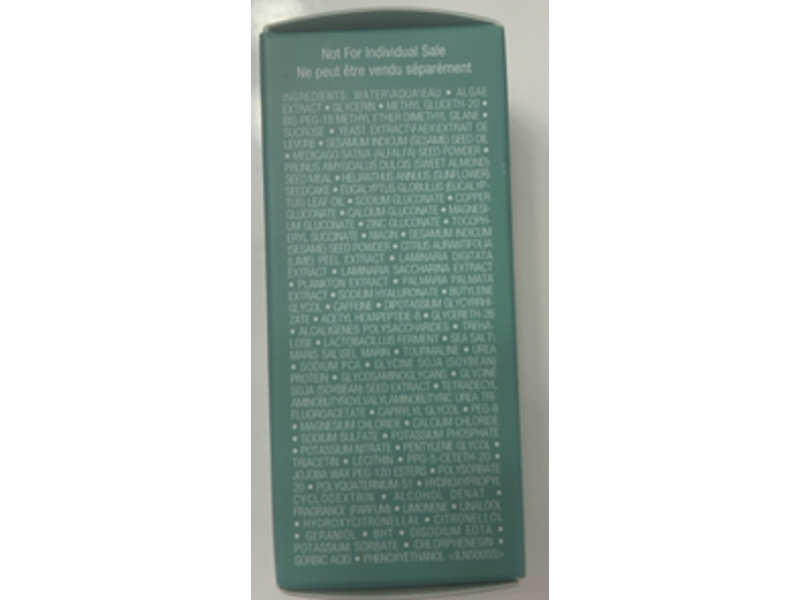 Not For Individual Sale
Ne peut être vendu séparément
INGREDIENTS: WATER\AQUA\EAU • ALGAE
EXTRACT • GLYCERIN • METHYL GLUCETH-20 •
BIS-PEG-18 METHYL ETHER DIMETHYL SILANE •
SUCROSE • YEAST EXTRACT\FAEX\EXTRAIT DE
LEVURE • SESAMUM INDICUM (SESAME) SEED OIL
• MEDICAGO SATIVA (ALFALFA) SEED POWDER •
PRUNUS AMYGDALUS DULCIS (SWEET ALMOND)
SEED MEAL • HELIANTHUS ANNUUS (SUNFLOWER)
SEEDCAKE • EUCALYPTUS GLOBULUS (EUCALYP-
TUS) LEAF OIL • SODIUM GLUCONATE • COPPER
GLUCONATE • CALCIUM GLUCONATE • MAGNESI-
UM GLUCONATE • ZINC GLUCONATE • TOCOPH-
ERYL SUCCINATE • NIACIN • SESAMUM INDICUM
(SESAME) SEED POWDER • CITRUS AURANTIFOLIA
(LIME) PEEL EXTRACT • LAMINARIA DIGITATA
EXTRACT • LAMINARIA SACCHARINA EXTRACT
• PLANKTON EXTRACT • PALMARIA PALMATA
EXTRACT • SODIUM HYALURONATE • BUTYLENE
GLYCOL • CAFFEINE • DIPOTASSIUM GLYCYRRHI-
ZATE • ACETYL HEXAPEPTIDE-8 • GLYCERETH-26
• ALCALIGENES POLYSACCHARIDES • TREHA-
LOSE • LACTOBACILLUS FERMENT • SEA SALT\
MARIS SAL\SEL MARIN • TOURMALINE • UREA
• SODIUM PCA • GLYCINE SOJA (SOYBEAN)
PROTEIN • GLYCOSAMINOGLYCANS • GLYCINE
SOJA (SOYBEAN) SEED EXTRACT • TETRADECYL
AMINOBUTYROYLVALYLAMINOBUTYRIC UREA TRI-
FLUOROACETATE • CAPRYLYL GLYCOL • PEG-8
• MAGNESIUM CHLORIDE • CALCIUM CHLORIDE
• SODIUM SULFATE • POTASSIUM PHOSPHATE
• POTASSIUM NITRATE • PENTYLENE GLYCOL •
TRIACETIN • LECITHIN • PPG-5-CETETH-20 •
JOJOBA WAX PEG-120 ESTERS • POLYSORBATE
20 • POLYQUATERNIUM-51 • HYDROXYPROPYL
CYCLODEXTRIN • ALCOHOL DENAT •
FRAGRANCE (PARFUM) • LIMONENE • LINALOOL
• HYDROXYCITRONELLAL • CITRONELLOL
• GERANIOL • BHT • DISODIUM EDTA •
POTASSIUM SORBATE • CHLORPHENESIN •
SORBIC ACID • PHENOXYETHANOL <ILN50055>